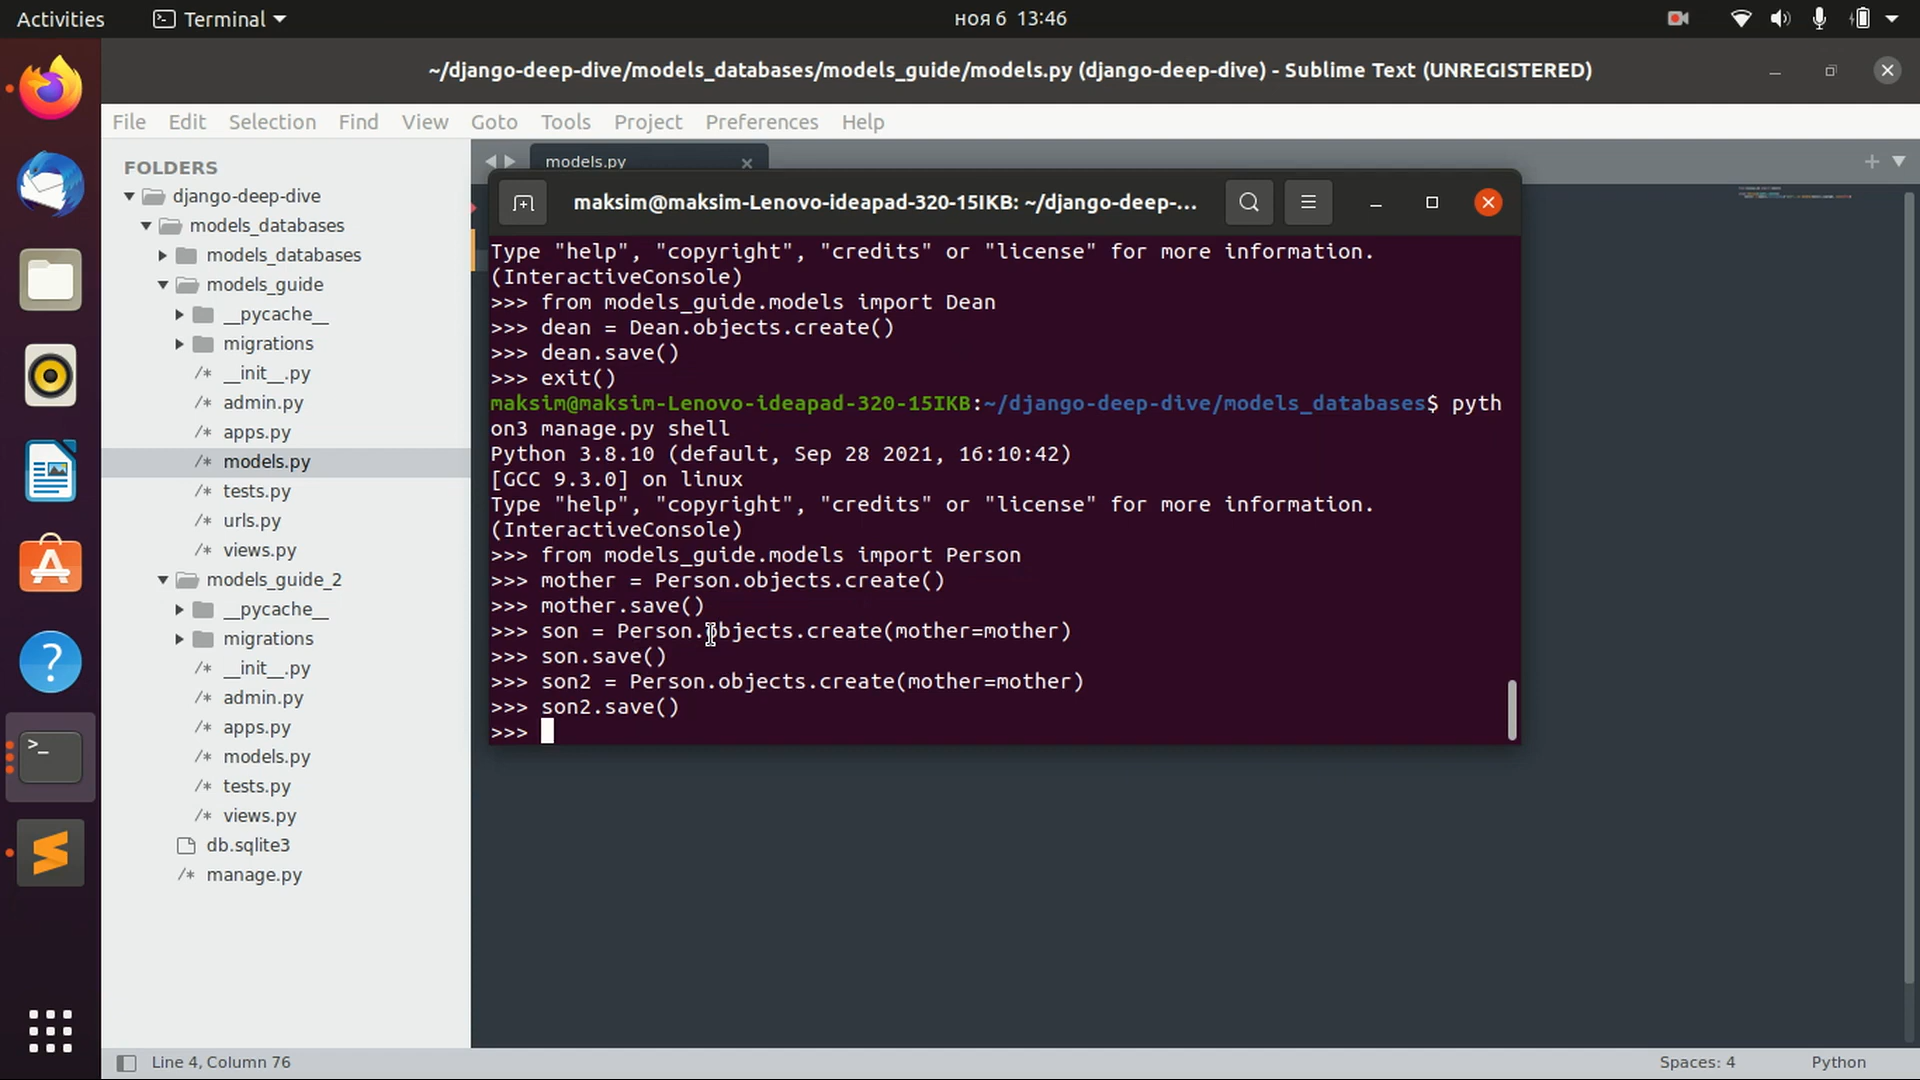 Activities
Terminal
ноя 6 13:46
~/django-deep-dive/models_databases/models_guide/models.py (django-deep-dive) - Sublime Text (UNREGISTERED)
File Edit Selection Find View Goto Tools Project Preferences Help
FOLDERS
django-deep-dive
models_databases
models_databases
models_guide
__pycache__
migrations
/* __init__.py
/* admin.py
/* apps.py
/* models.py
/* tests.py
/* urls.py
/* views.py
models_guide_2
__pycache__
migrations
/* __init__.py
/* admin.py
/* apps.py
/* models.py
/* tests.py
/* views.py
db.sqlite3
/* manage.py
models.py
maksim@maksim-Lenovo-ideapad-320-15IKB: ~/django-deep-...
Type "help", "copyright", "credits" or "license" for more information.
(InteractiveConsole)
>>> from models_guide.models import Dean
>>> dean = Dean.objects.create()
>>> dean.save()
>>> exit()
maksim@maksim-Lenovo-ideapad-320-15IKB:~/django-deep-dive/models_databases$ pyth
on3 manage.py shell
Python 3.8.10 (default, Sep 28 2021, 16:10:42)
[GCC 9.3.0] on linux
Type "help", "copyright", "credits" or "license" for more information.
(InteractiveConsole)
>>> from models_guide.models import Person
>>> mother = Person.objects.create()
>>> mother.save()
>>> son = Person.objects.create(mother=mother)
>>> son.save()
>>> son2 = Person.objects.create(mother=mother)
>>> son2.save()
>>>
Line 4, Column 76
Spaces: 4
Python